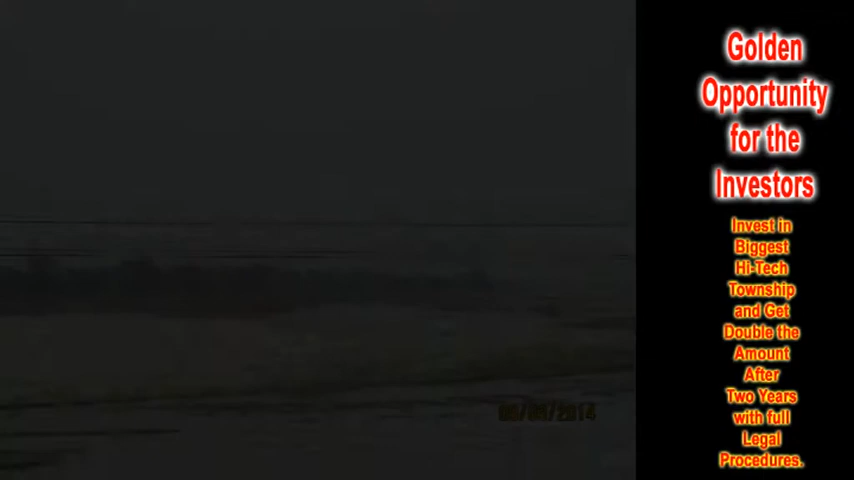 Golden
Opportunity
for the
Investors
Invest in
Biggest
Hi-Tech
Township
and Get
Double the
Amount
After
Two Years
with full
Legal
Procedures.